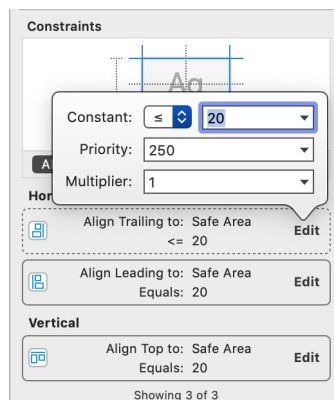 Constraints
Ag
Constant: ≤ 20
Priority: 250
Multiplier: 1
Align Trailing to: Safe Area
<= 20
Edit
Align Leading to: Safe Area
Equals: 20
Edit
Vertical
Align Top to: Safe Area
Equals: 20
Edit
Showing 3 of 3